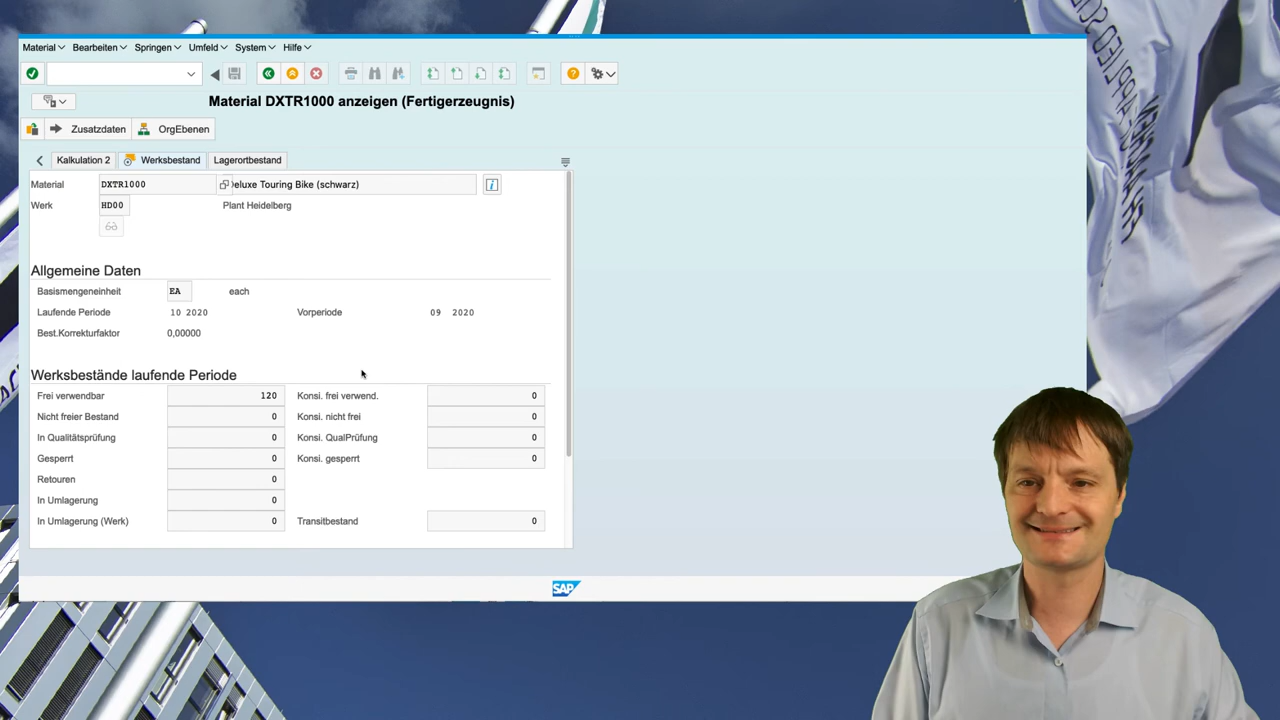 Material Bearbeiten Springen Umfeld System Hilfe
Material DXTR1000 anzeigen (Fertigerzeugnis)
Zusatzdaten OrgEbenen
Kalkulation 2 Werksbestand Lagerortbestand
Material DXTR1000 eluxe Touring Bike (schwarz)
Werk HD00 Plant Heidelberg
Allgemeine Daten
Basismengeneinheit EA each
Laufende Periode 10 2020 Vorperiode 09 2020
Best.Korrekturfaktor 0,00000
Werksbestände laufende Periode
Frei verwendbar 120 Konsi. frei verwend. 0
Nicht freier Bestand 0 Konsi. nicht frei 0
In Qualitätsprüfung 0 Konsi. QualPrüfung 0
Gesperrt 0 Konsi. gesperrt 0
Retouren 0
In Umlagerung 0
In Umlagerung (Werk) 0 Transitbestand 0
SAP